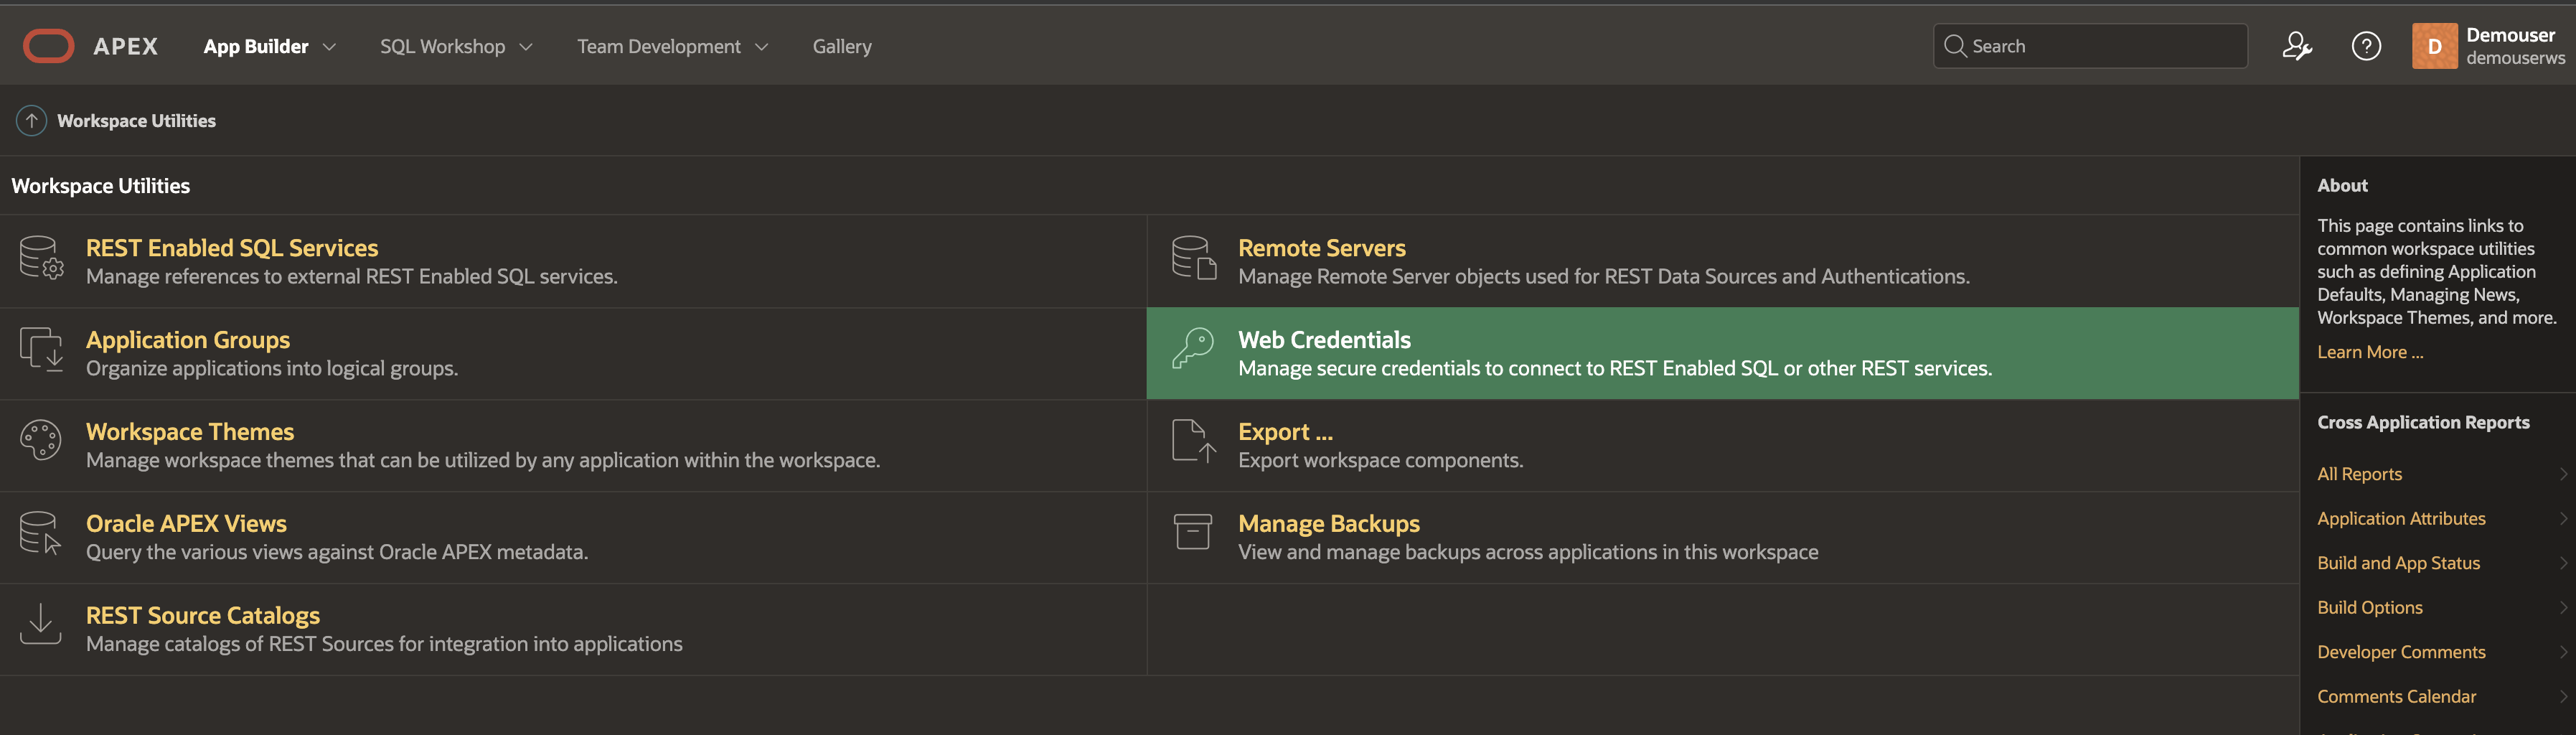 APEX
App Builder
SQL Workshop
Team Development
Gallery
Search
?
D
Demouser
demouserws
Workspace Utilities
Workspace Utilities
REST Enabled SQL Services
Manage references to external REST Enabled SQL services.
Remote Servers
Manage Remote Server objects used for REST Data Sources and Authentications.
Application Groups
Organize applications into logical groups.
Web Credentials
Manage secure credentials to connect to REST Enabled SQL or other REST services.
Workspace Themes
Manage workspace themes that can be utilized by any application within the workspace.
Export ...
Export workspace components.
Oracle APEX Views
Query the various views against Oracle APEX metadata.
Manage Backups
View and manage backups across applications in this workspace
REST Source Catalogs
Manage catalogs of REST Sources for integration into applications
About
This page contains links to
common workspace utilities
such as defining Application
Defaults, Managing News,
Workspace Themes, and more.
Learn More ...
Cross Application Reports
All Reports
Application Attributes
Build and App Status
Build Options
Developer Comments
Comments Calendar